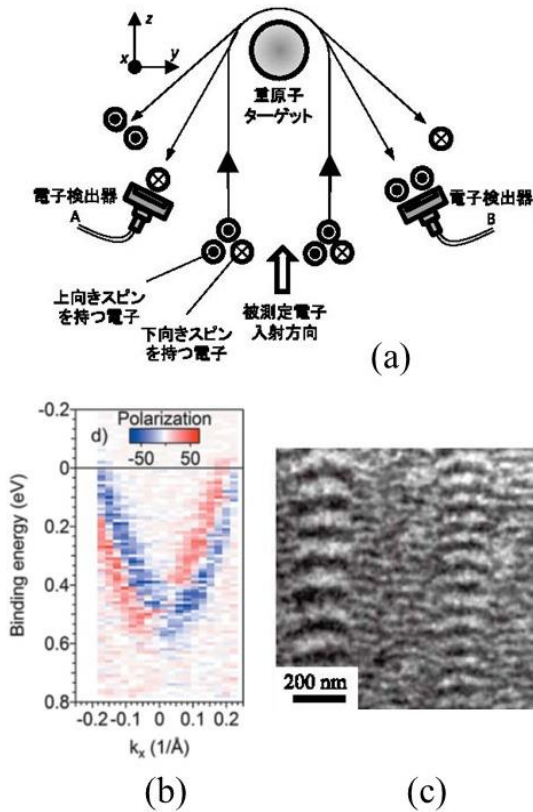 z
x
y
重原子
ターゲット
電子検出器
A
電子検出器
B
上向きスピン
を持つ電子
下向きスピン
を持つ電子
被測定電子
入射方向
(a)
Polarization
d)
-50
50
Binding energy (eV)
-0.2
0
0.2
0.4
0.6
0.8
-0.2 -0.1 0 0.1 0.2
kx (1/Å)
(b)
200 nm
(c)